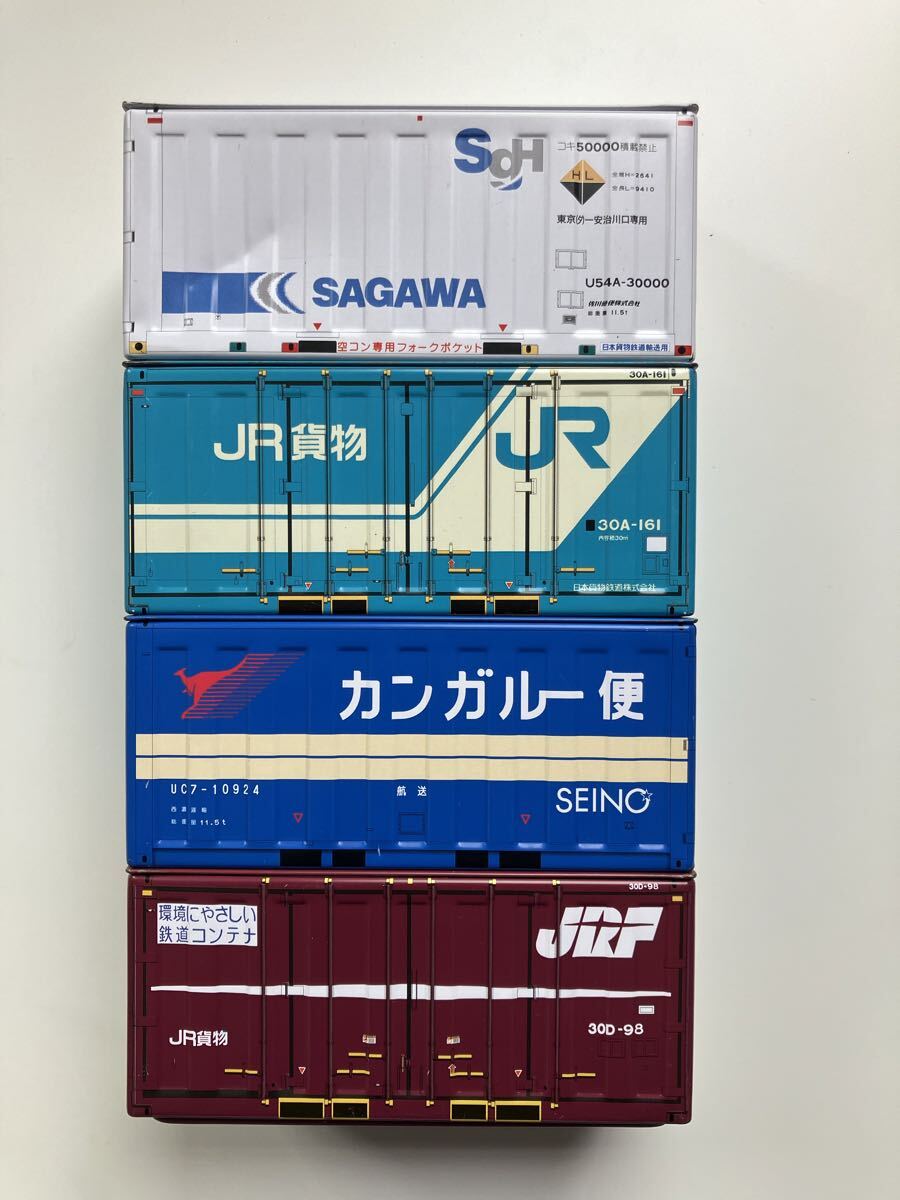 SgH
コキ50000積載禁止
HL
全高H=2641
全長L=9410
東京(タ)ー安治川口専用
SAGAWA
U54A-30000
佐川急便株式会社
総重量 11.5t
空コン専用フォークポケット
日本貨物鉄道輸送用
30A-161
JR貨物
JR
30A-161
内容積30m³
日本貨物鉄道株式会社
カンガルー便
UC7-10924
航送
SEINO
西濃運輸
総重量11.5t
30D-98
環境にやさしい
鉄道コンテナ
JRF
30D-98
JR貨物